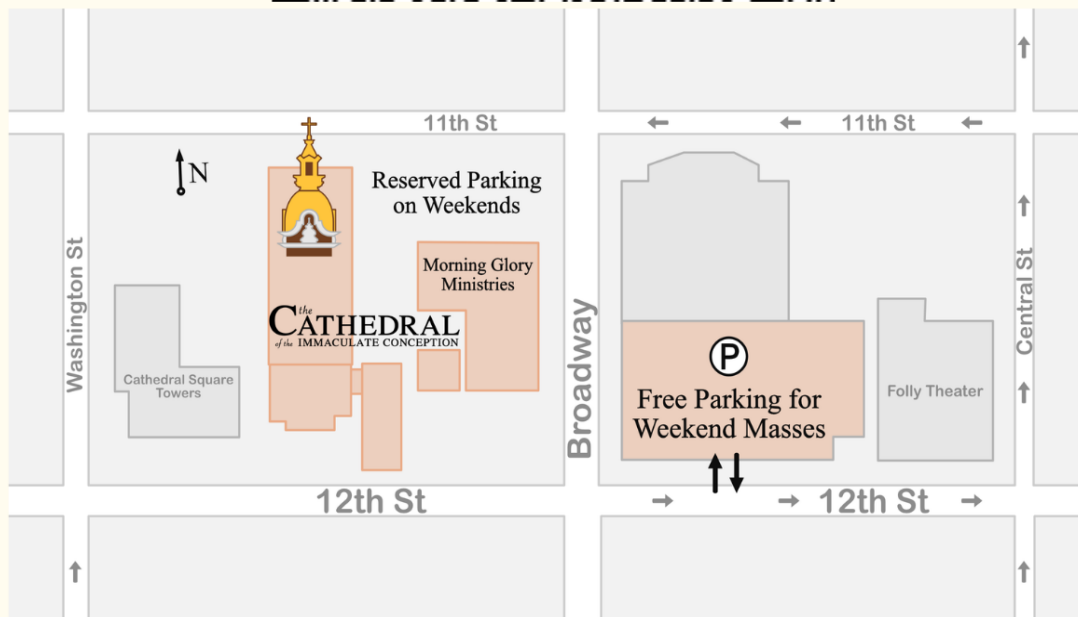 11th St
11th St
N
Reserved Parking
on Weekends
Morning Glory
Ministries
the
CATHEDRAL
of the IMMACULATE CONCEPTION
Washington St
Cathedral Square
Towers
Broadway
P
Free Parking for
Weekend Masses
Folly Theater
Central St
12th St
12th St